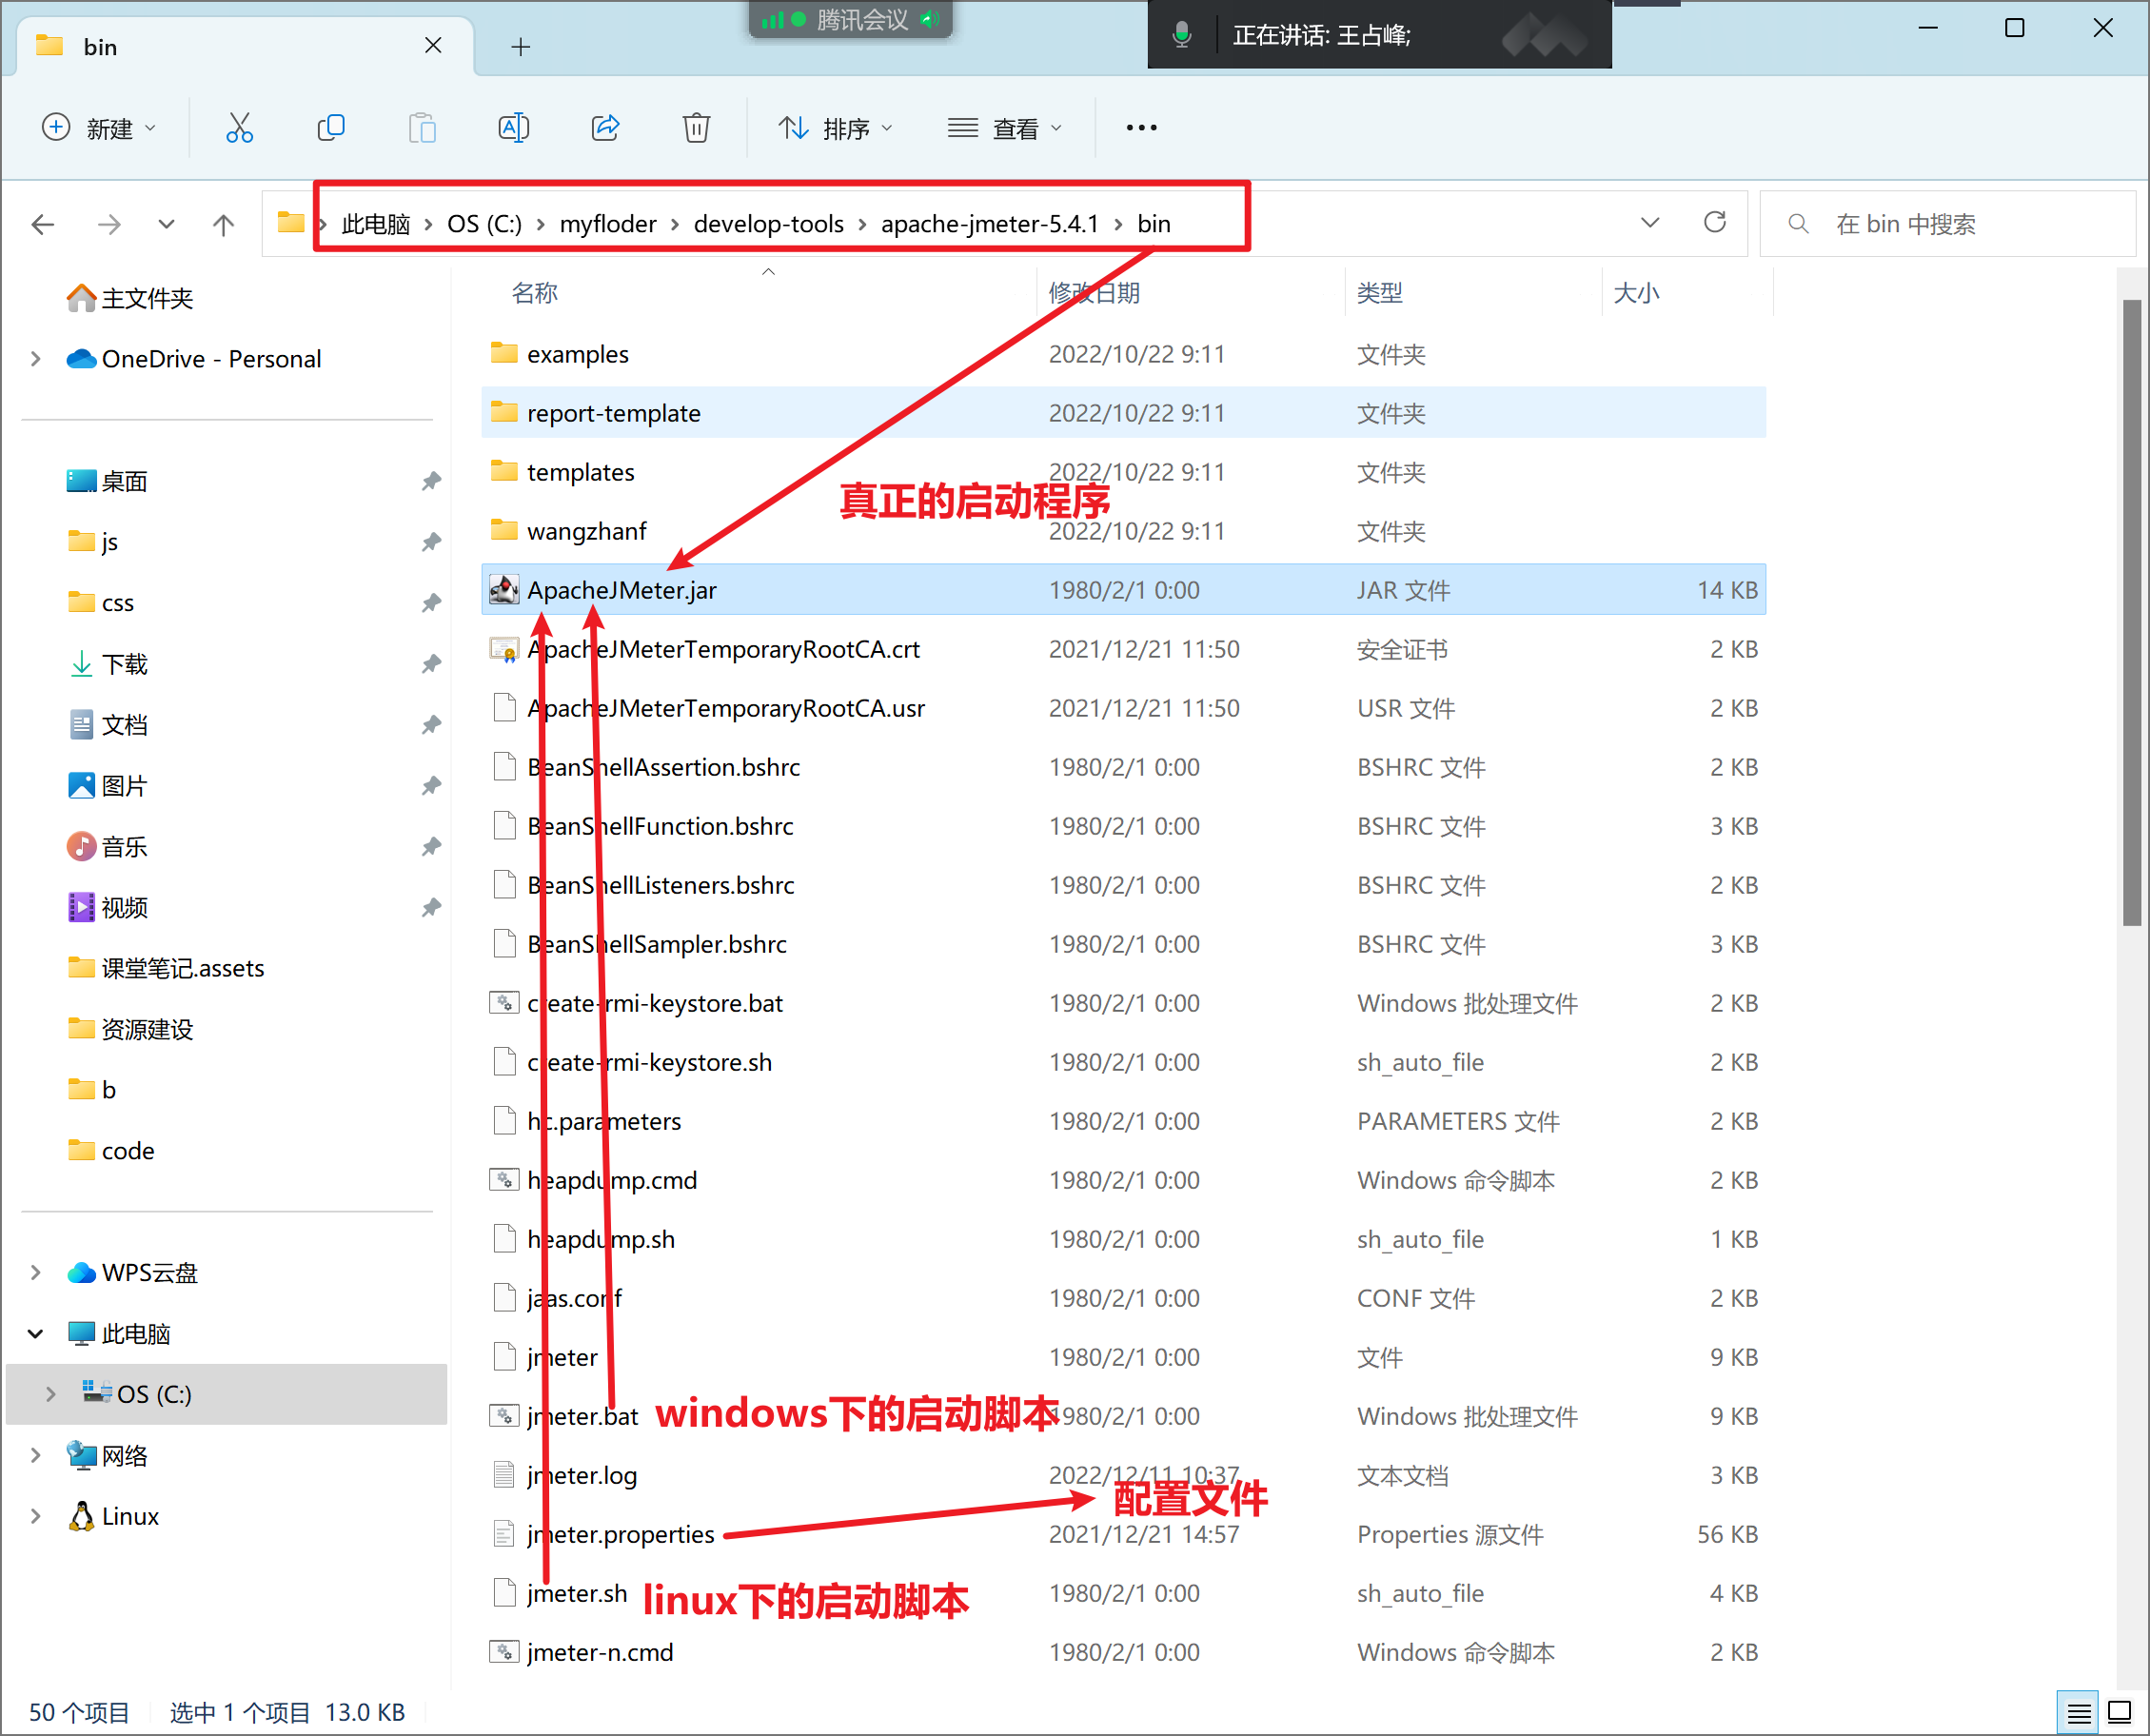 bin
腾讯会议
正在讲话: 王占峰;
新建
排序
查看
此电脑 > OS (C:) > myfloder > develop-tools > apache-jmeter-5.4.1 > bin
在 bin 中搜索
主文件夹
OneDrive - Personal
桌面
js
css
下载
文档
图片
音乐
视频
课堂笔记.assets
资源建设
b
code
WPS云盘
此电脑
OS (C:)
网络
Linux
名称 修改日期 类型 大小
examples 2022/10/22 9:11 文件夹
report-template 2022/10/22 9:11 文件夹
templates 2022/10/22 9:11 文件夹
真正的启动程序
wangzhanf 2022/10/22 9:11 文件夹
ApacheJMeter.jar 1980/2/1 0:00 JAR 文件 14 KB
ApacheJMeterTemporaryRootCA.crt 2021/12/21 11:50 安全证书 2 KB
ApacheJMeterTemporaryRootCA.usr 2021/12/21 11:50 USR 文件 2 KB
BeanShellAssertion.bshrc 1980/2/1 0:00 BSHRC 文件 2 KB
BeanShellFunction.bshrc 1980/2/1 0:00 BSHRC 文件 3 KB
BeanShellListeners.bshrc 1980/2/1 0:00 BSHRC 文件 2 KB
BeanShellSampler.bshrc 1980/2/1 0:00 BSHRC 文件 3 KB
create-rmi-keystore.bat 1980/2/1 0:00 Windows 批处理文件 2 KB
create-rmi-keystore.sh 1980/2/1 0:00 sh_auto_file 2 KB
hc.parameters 1980/2/1 0:00 PARAMETERS 文件 2 KB
heapdump.cmd 1980/2/1 0:00 Windows 命令脚本 2 KB
heapdump.sh 1980/2/1 0:00 sh_auto_file 1 KB
jaas.conf 1980/2/1 0:00 CONF 文件 2 KB
jmeter 1980/2/1 0:00 文件 9 KB
jmeter.bat windows下的启动脚本 1980/2/1 0:00 Windows 批处理文件 9 KB
jmeter.log 2022/12/11 10:37 文本文档 3 KB
配置文件
jmeter.properties 2021/12/21 14:57 Properties 源文件 56 KB
jmeter.sh linux下的启动脚本 1980/2/1 0:00 sh_auto_file 4 KB
jmeter-n.cmd 1980/2/1 0:00 Windows 命令脚本 2 KB
50 个项目 选中 1 个项目 13.0 KB